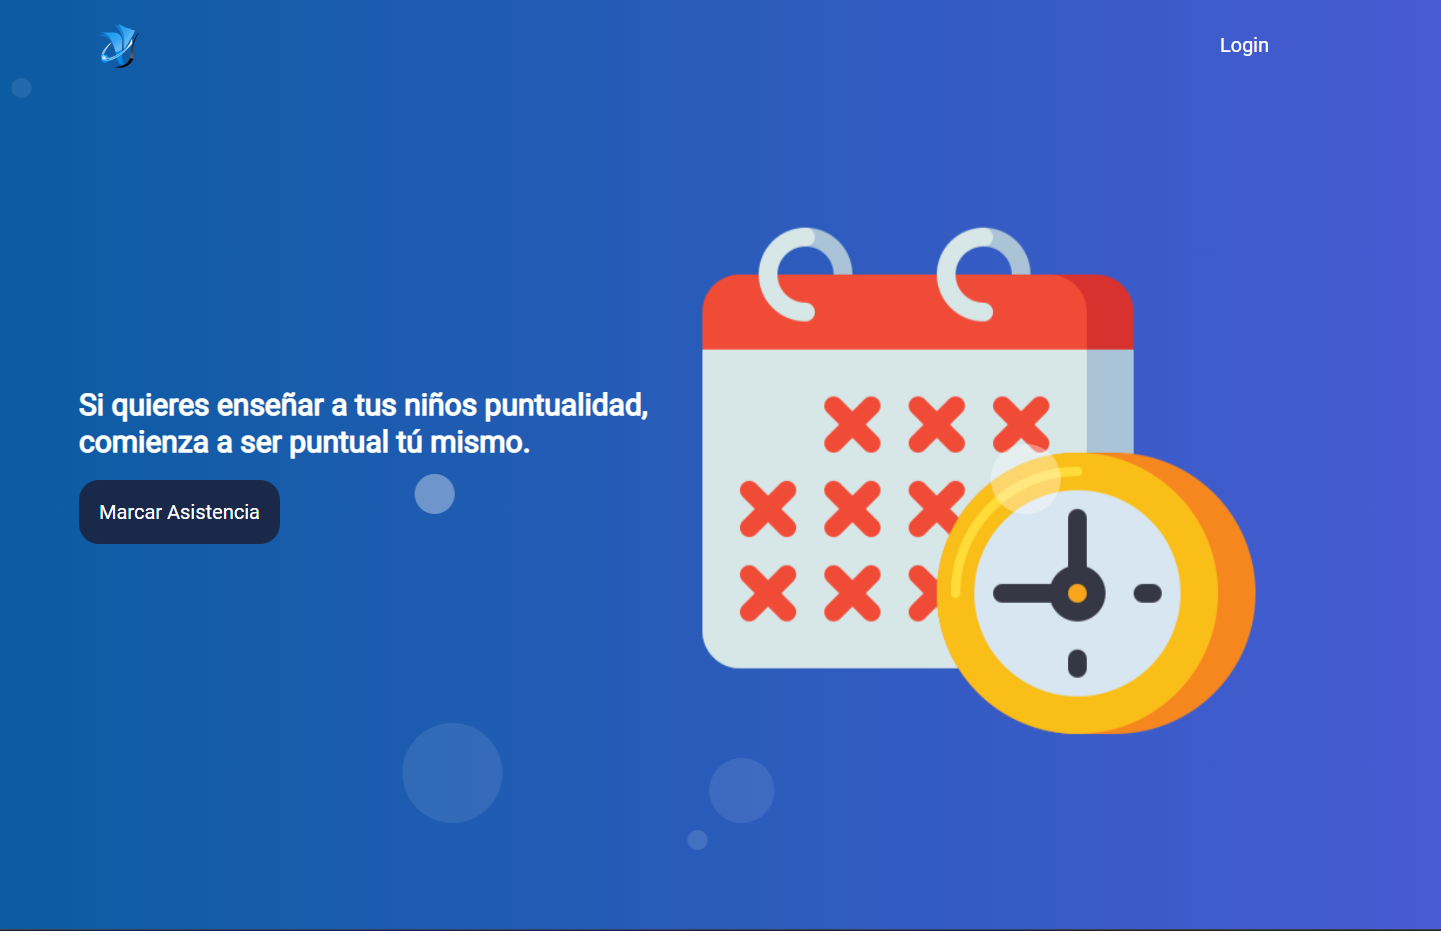 Login
Si quieres enseñar a tus niños puntualidad,
comienza a ser puntual tú mismo.
Marcar Asistencia